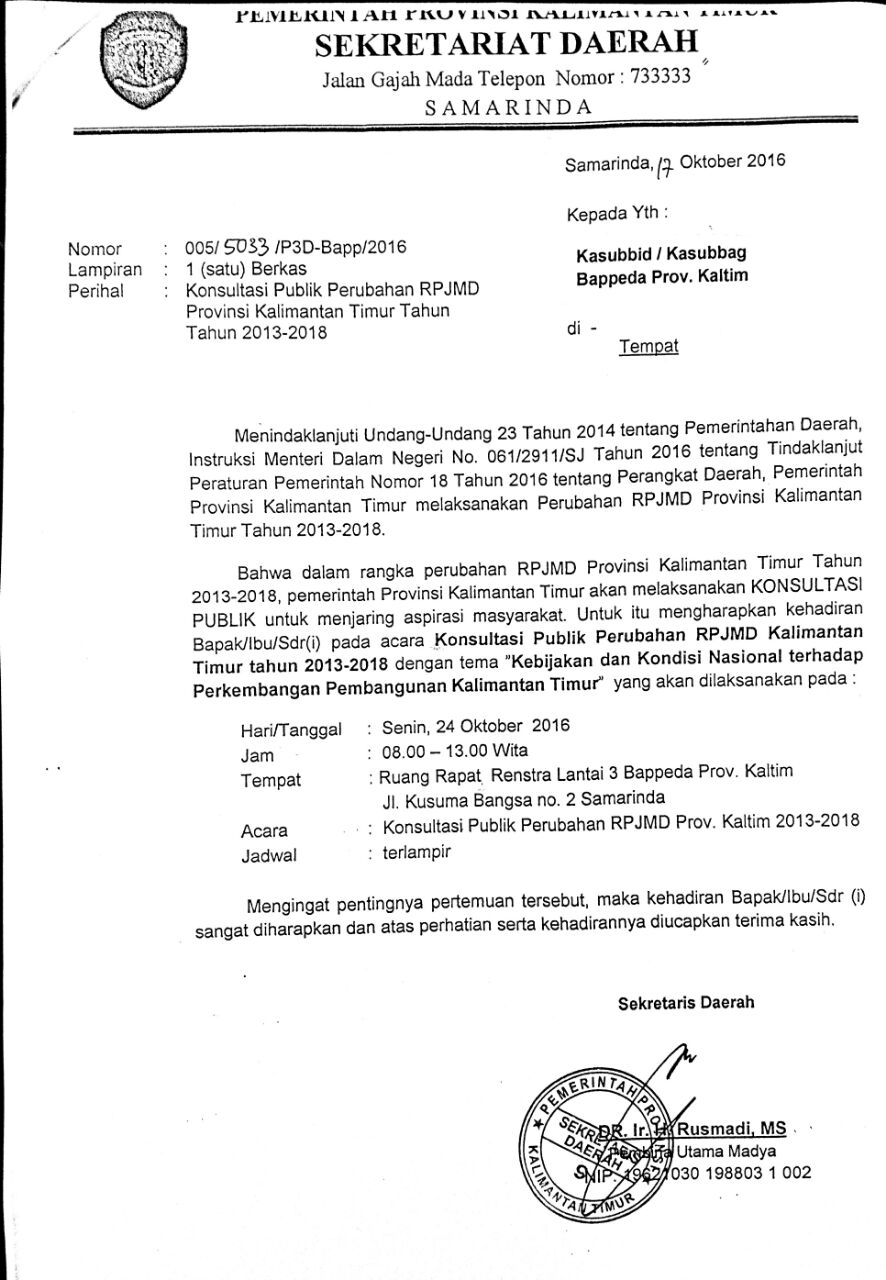 PEMERINTAH PROVINSI KALIMANTAN TIMUR
SEKRETARIAT DAERAH
Jalan Gajah Mada Telepon Nomor : 733333
SAMARINDA
Samarinda, 17 Oktober 2016
Kepada Yth :
Kasubbid / Kasubbag
Bappeda Prov. Kaltim
di -
Tempat
Nomor : 005/ 5033 /P3D-Bapp/2016
Lampiran : 1 (satu) Berkas
Perihal : Konsultasi Publik Perubahan RPJMD
Provinsi Kalimantan Timur Tahun
Tahun 2013-2018
Menindaklanjuti Undang-Undang 23 Tahun 2014 tentang Pemerintahan Daerah,
Instruksi Menteri Dalam Negeri No. 061/2911/SJ Tahun 2016 tentang Tindaklanjut
Peraturan Pemerintah Nomor 18 Tahun 2016 tentang Perangkat Daerah, Pemerintah
Provinsi Kalimantan Timur melaksanakan Perubahan RPJMD Provinsi Kalimantan
Timur Tahun 2013-2018.
Bahwa dalam rangka perubahan RPJMD Provinsi Kalimantan Timur Tahun
2013-2018, pemerintah Provinsi Kalimantan Timur akan melaksanakan KONSULTASI
PUBLIK untuk menjaring aspirasi masyarakat. Untuk itu mengharapkan kehadiran
Bapak/Ibu/Sdr(i) pada acara Konsultasi Publik Perubahan RPJMD Kalimantan
Timur tahun 2013-2018 dengan tema "Kebijakan dan Kondisi Nasional terhadap
Perkembangan Pembangunan Kalimantan Timur" yang akan dilaksanakan pada :
Hari/Tanggal : Senin, 24 Oktober 2016
Jam : 08.00 – 13.00 Wita
Tempat : Ruang Rapat Renstra Lantai 3 Bappeda Prov. Kaltim
Jl. Kusuma Bangsa no. 2 Samarinda
Acara : Konsultasi Publik Perubahan RPJMD Prov. Kaltim 2013-2018
Jadwal : terlampir
Mengingat pentingnya pertemuan tersebut, maka kehadiran Bapak/Ibu/Sdr (i)
sangat diharapkan dan atas perhatian serta kehadirannya diucapkan terima kasih.
Sekretaris Daerah
DR. Ir. H. Rusmadi, MS
Pembina Utama Madya
NIP. 19621030 198803 1 002
PEMERINTAH PROVINSI
SEKRETARIS
DAERAH
KALIMANTAN TIMUR